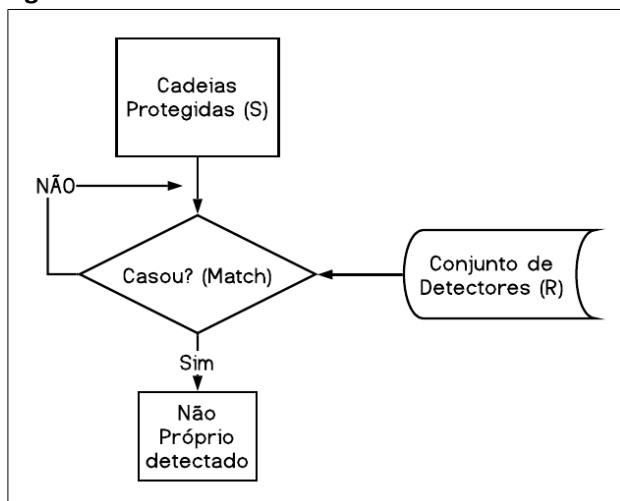 Cadeias
Protegidas (S)
NÃO
Casou? (Match)
Conjunto de
Detectores (R)
Sim
Não
Próprio
detectado